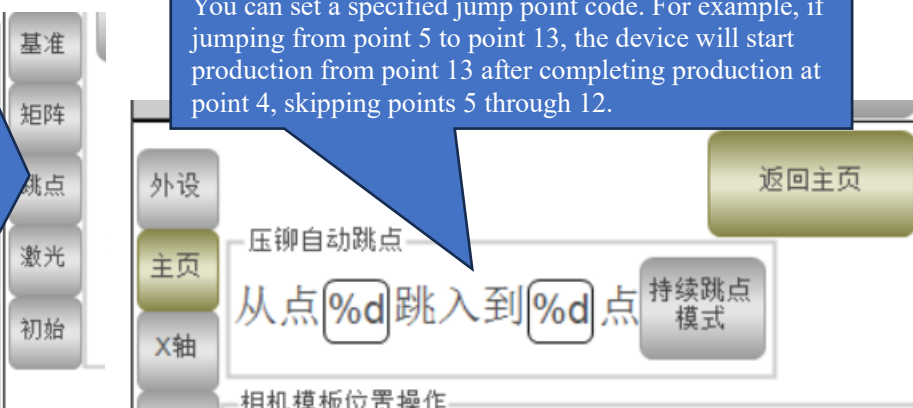 You can set a specified jump point code. For example, if
jumping from point 5 to point 13, the device will start
production from point 13 after completing production at
point 4, skipping points 5 through 12.
基准
矩阵
跳点
激光
初始
外设
主页
X轴
返回主页
压铆自动跳点
从点%d跳入到%d点
持续跳点
模式
相机模板位置操作